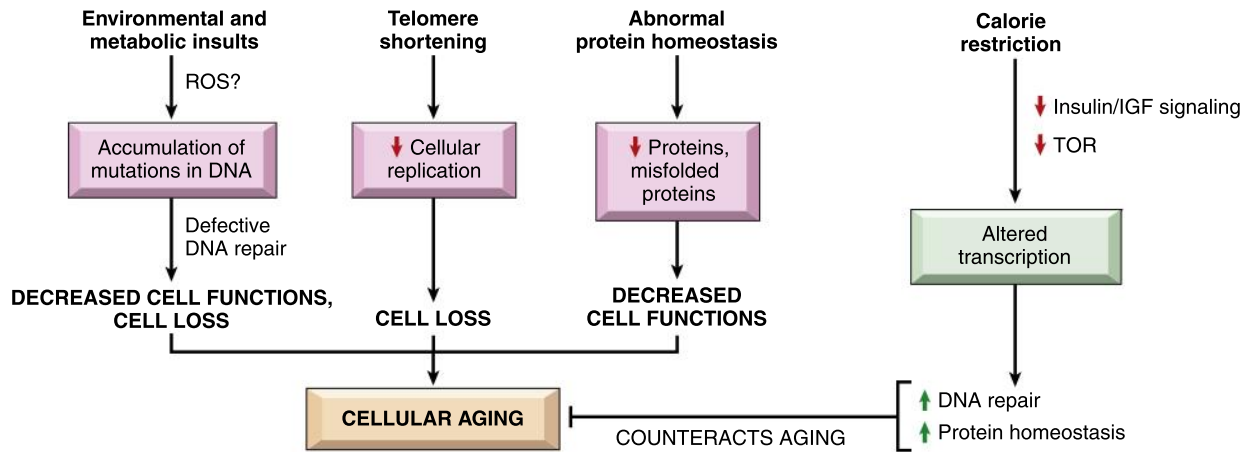 Environmental and
metabolic insults
ROS?
Accumulation of
mutations in DNA
Defective
DNA repair
DECREASED CELL FUNCTIONS,
CELL LOSS
Telomere
shortening
Cellular
replication
CELL LOSS
Abnormal
protein homeostasis
Proteins,
misfolded
proteins
DECREASED
CELL FUNCTIONS
Calorie
restriction
Insulin/IGF signaling
TOR
Altered
transcription
DNA repair
Protein homeostasis
COUNTERACTS AGING
CELLULAR AGING